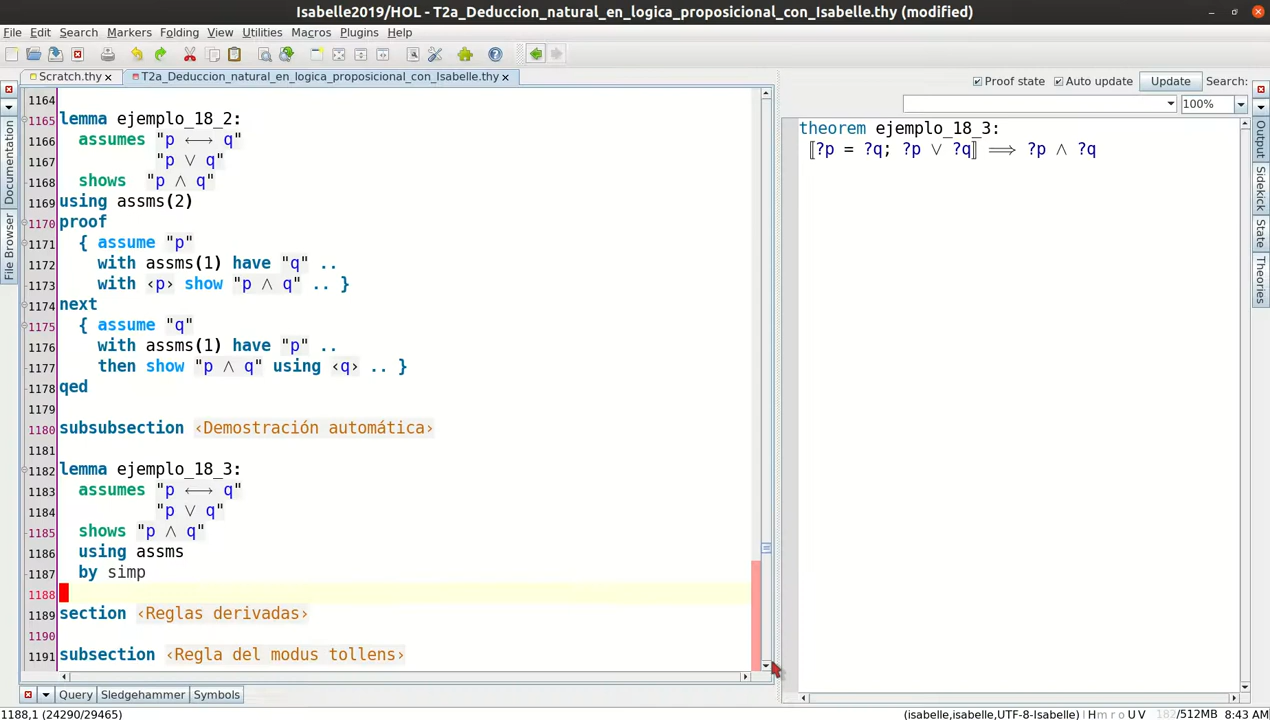 Isabelle2019/HOL - T2a_Deduccion_natural_en_logica_proposicional_con_Isabelle.thy (modified)
File Edit Search Markers Folding View Utilities Macros Plugins Help
Scratch.thy T2a_Deduccion_natural_en_logica_proposicional_con_Isabelle.thy
Proof state Auto update Update Search:
100%
Documentation
File Browser
1164
1165 lemma ejemplo_18_2:
1166 assumes "p ⟷ q"
1167 "p ∨ q"
1168 shows "p ∧ q"
1169 using assms(2)
1170 proof
1171 { assume "p"
1172 with assms(1) have "q" ..
1173 with ‹p› show "p ∧ q" .. }
1174 next
1175 { assume "q"
1176 with assms(1) have "p" ..
1177 then show "p ∧ q" using ‹q› .. }
1178 qed
1179
1180 subsubsection ‹Demostración automática›
1181
1182 lemma ejemplo_18_3:
1183 assumes "p ⟷ q"
1184 "p ∨ q"
1185 shows "p ∧ q"
1186 using assms
1187 by simp
1188
1189 section ‹Reglas derivadas›
1190
1191 subsection ‹Regla del modus tollens›
theorem ejemplo_18_3:
⟦?p = ?q; ?p ∨ ?q⟧ ⟹ ?p ∧ ?q
Output
Sidekick
State
Theories
Query Sledgehammer Symbols
1188,1 (24290/29465) (isabelle,isabelle,UTF-8-Isabelle) | H m r o U V 182/512MB 8:43 AM